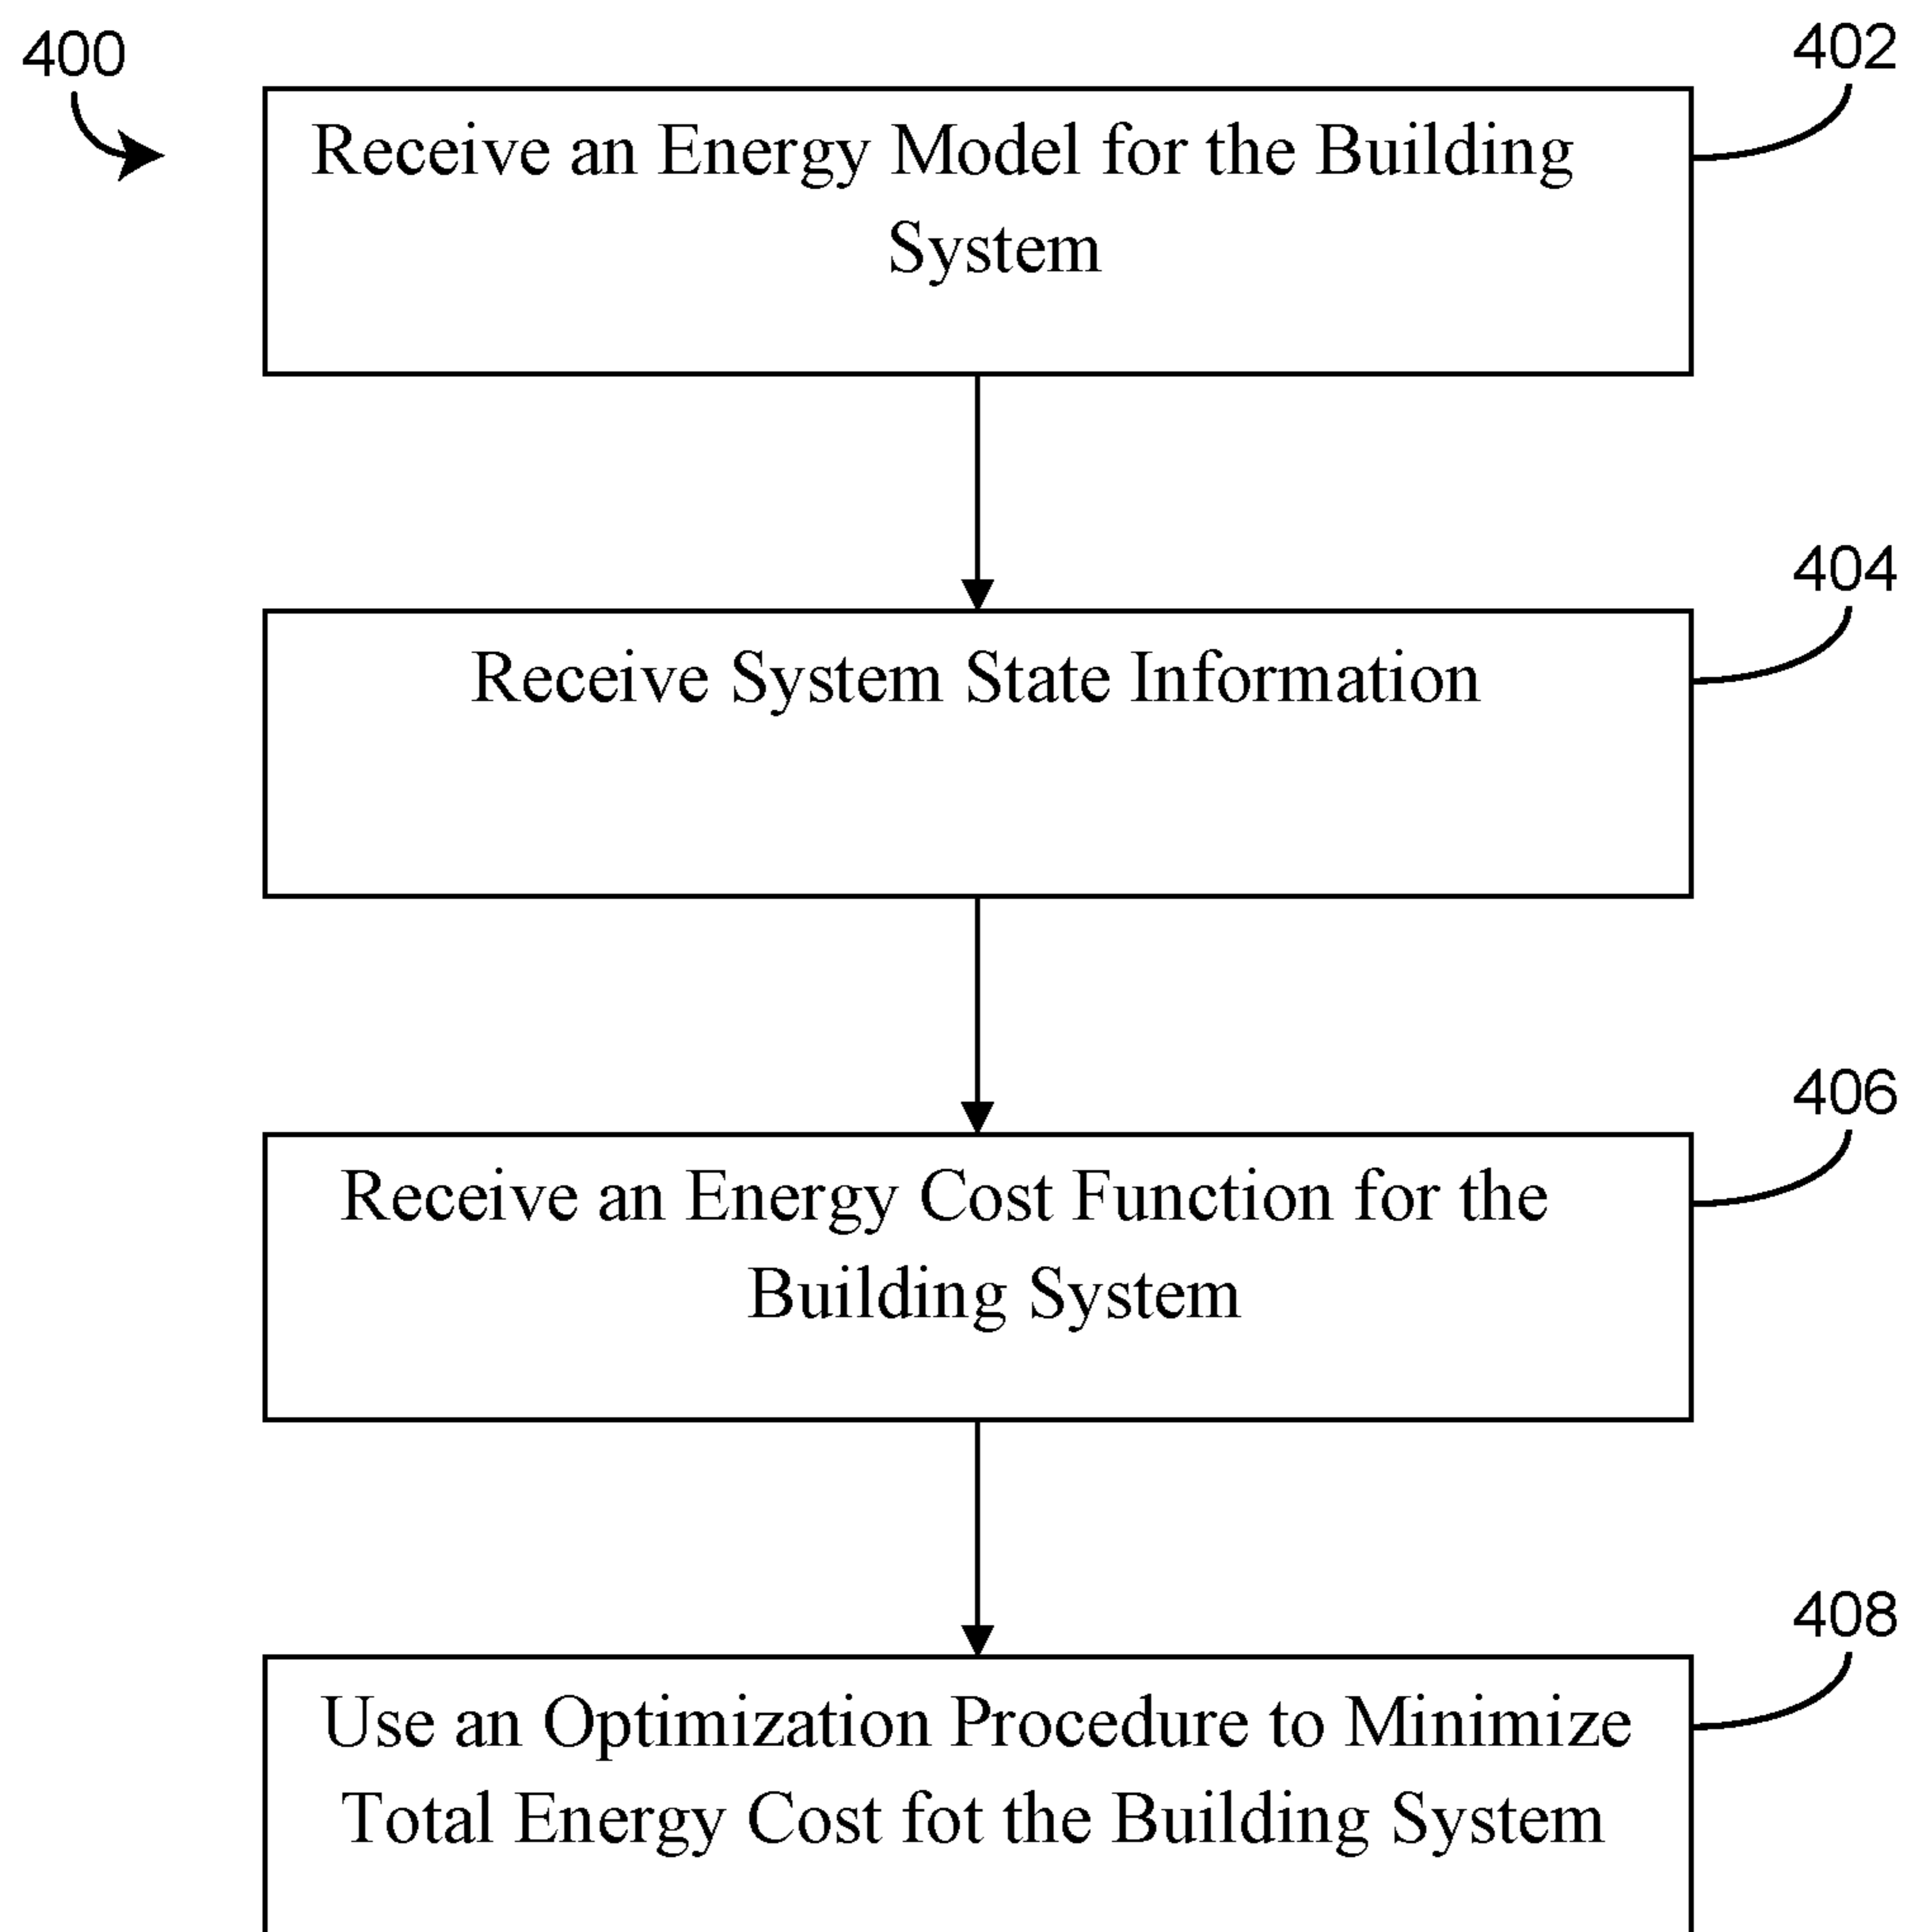 400
402
Receive an Energy Model for the Building
System
404
Receive System State Information
406
Receive an Energy Cost Function for the
Building System
408
Use an Optimization Procedure to Minimize
Total Energy Cost fot the Building System